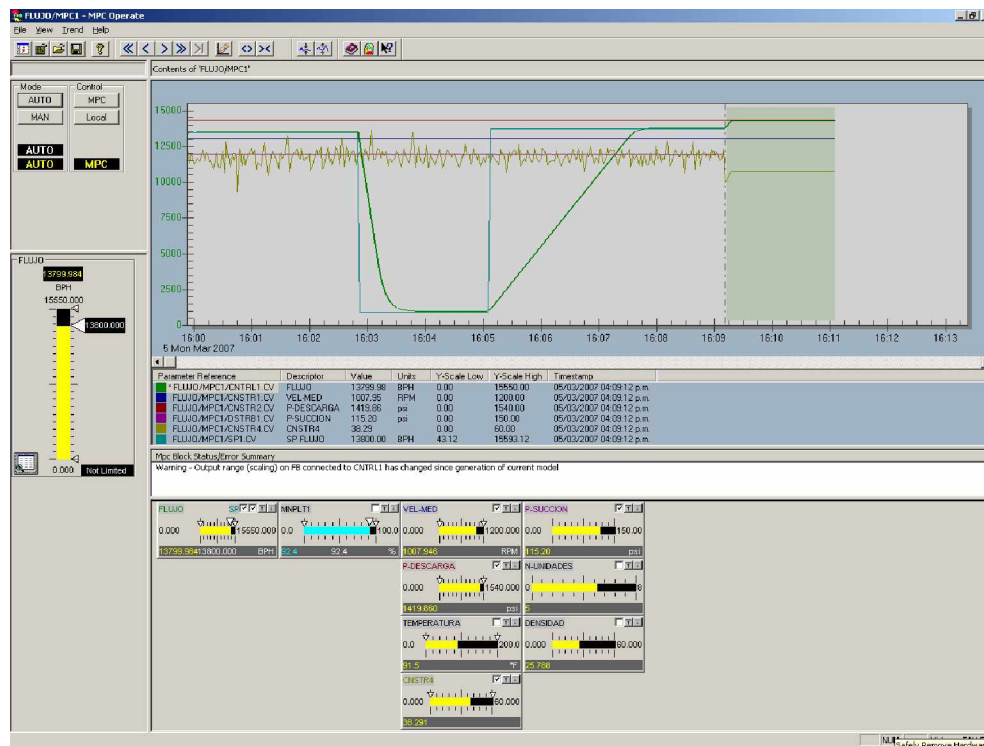 FLUJO/MPC1 - MPC Operate
File View Trend Help
Contents of 'FLUJO/MPC1'
Mode Control
AUTO MPC
MAN Local
AUTO
AUTO MPC
15000
12500
10000
7500
5000
2500
0
16:00 16:01 16:02 16:03 16:04 16:05 16:06 16:07 16:08 16:09 16:10 16:11 16:12 16:13
5 Mon Mar 2007
FLUJO
13799.984
BPH
15550.000
13800.000
0.000 Not Limited
Parameter Reference Descriptor Value Units Y-Scale Low Y-Scale High Timestamp
* FLUJO/MPC1/CNTRL1.CV FLUJO 13799.98 BPH 0.00 15550.00 05/03/2007 04:09:12 p.m.
FLUJO/MPC1/CNSTR1.CV VEL-MED 1007.95 RPM 0.00 1200.00 05/03/2007 04:09:12 p.m.
FLUJO/MPC1/CNSTR2.CV P-DESCARGA 1419.86 psi 0.00 1540.00 05/03/2007 04:09:12 p.m.
FLUJO/MPC1/DSTRB1.CV P-SUCCION 115.20 psi 0.00 150.00 05/03/2007 04:09:12 p.m.
FLUJO/MPC1/CNSTR4.CV CNSTR4 38.29 0.00 60.00 05/03/2007 04:09:12 p.m.
FLUJO/MPC1/SP1.CV SP FLUJO 13800.00 BPH 43.12 15593.12 05/03/2007 04:09:12 p.m.
Mpc Block Status/Error Summary
Warning - Output range (scaling) on FB connected to CNTRL1 has changed since generation of current model
FLUJO SP MNPLT1 VEL-MED P-SUCCION
0.000 15550.000 0.0 100.0 0.000 1200.000 0.00 150.00
13799.984 13800.000 BPH 92.4 92.4 % 1007.946 RPM 115.20 psi
P-DESCARGA N-UNIDADES
0.000 1540.000 0 8
1419.860 psi 5
TEMPERATURA DENSIDAD
0.0 200.0 0.000 60.000
91.5 °F 25.788
CNSTR4
0.000 60.000
38.291
NUM
Safely Remove Hardware